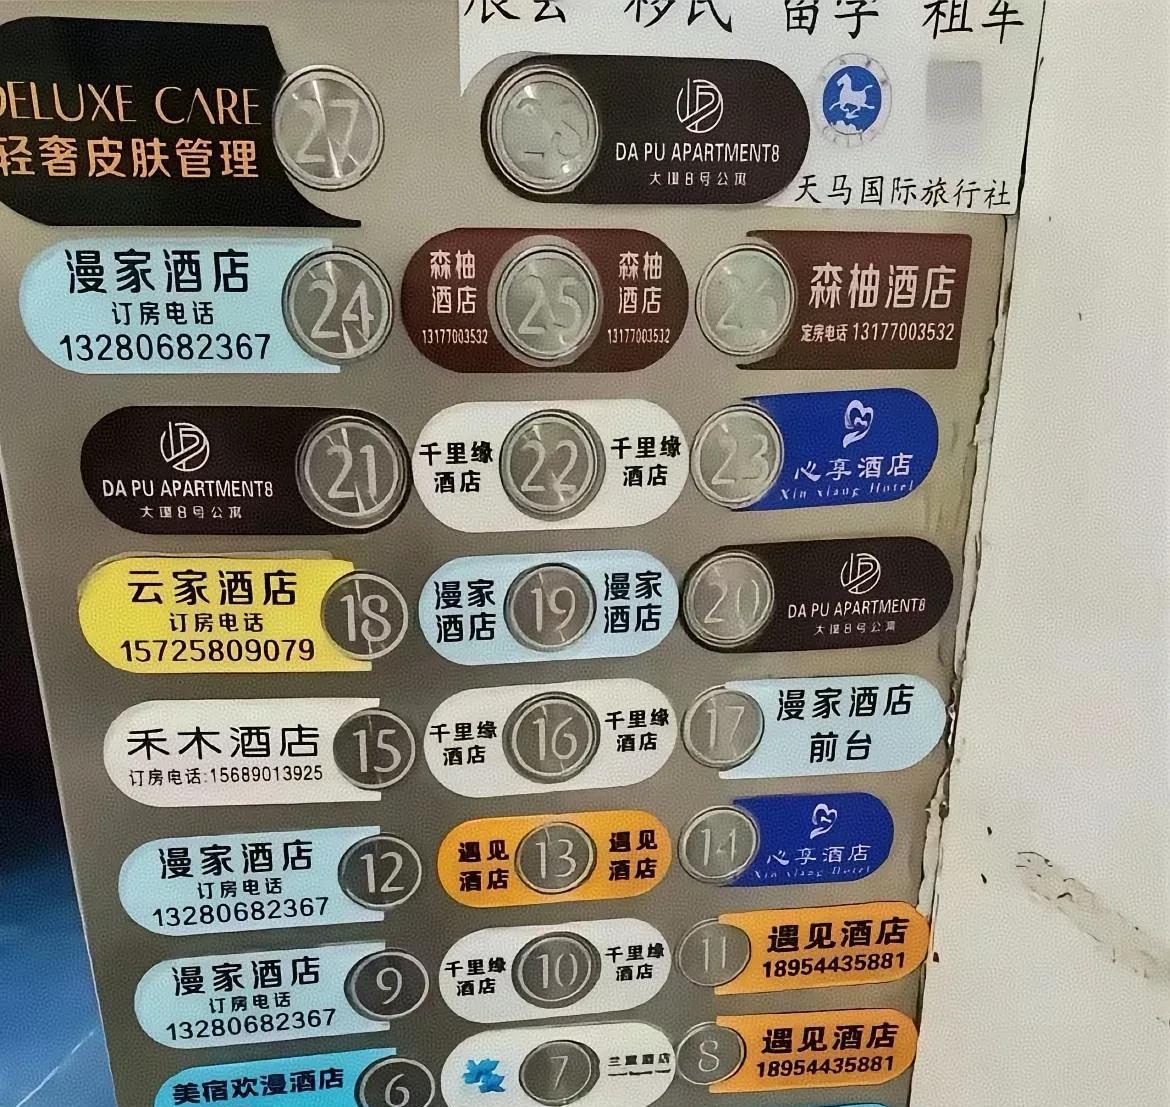 展会 移民 留学 租车
DELUXE CARE
轻奢皮肤管理
27
DA PU APARTMENT8
大璞8号公寓
天马国际旅行社
漫家酒店
订房电话
13280682367
24
森柚
酒店
13177003532
25
森柚
酒店
13177003532
26
森柚酒店
定房电话 13177003532
DA PU APARTMENT8
大璞8号公寓
21
千里缘
酒店
22
千里缘
酒店
23
心享酒店
Xin xiang Hotel
云家酒店
订房电话
15725809079
18
漫家
酒店
19
漫家
酒店
20
DA PU APARTMENT8
大璞8号公寓
禾木酒店
订房电话:15689013925
15
千里缘
酒店
16
千里缘
酒店
17
漫家酒店
前台
漫家酒店
订房电话
13280682367
12
遇见
酒店
13
遇见
酒店
14
心享酒店
Xin xiang Hotel
漫家酒店
订房电话
13280682367
9
千里缘
酒店
10
千里缘
酒店
11
遇见酒店
18954435881
美宿欢漫酒店
6
7
8
遇见酒店
18954435881